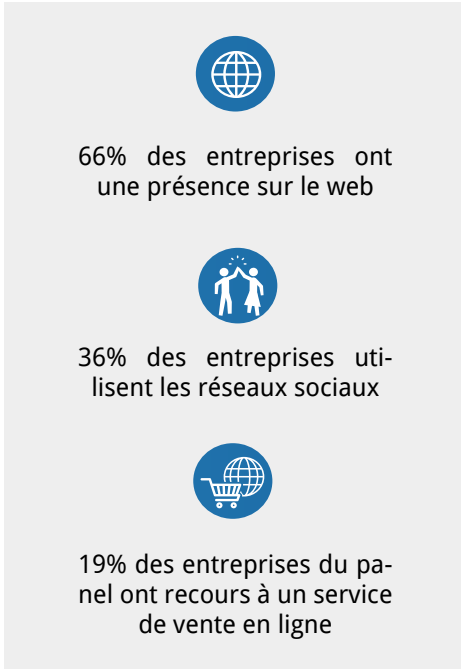 66% des entreprises ont
une présence sur le web
36% des entreprises uti-
lisent les réseaux sociaux
19% des entreprises du pa-
nel ont recours à un service
de vente en ligne